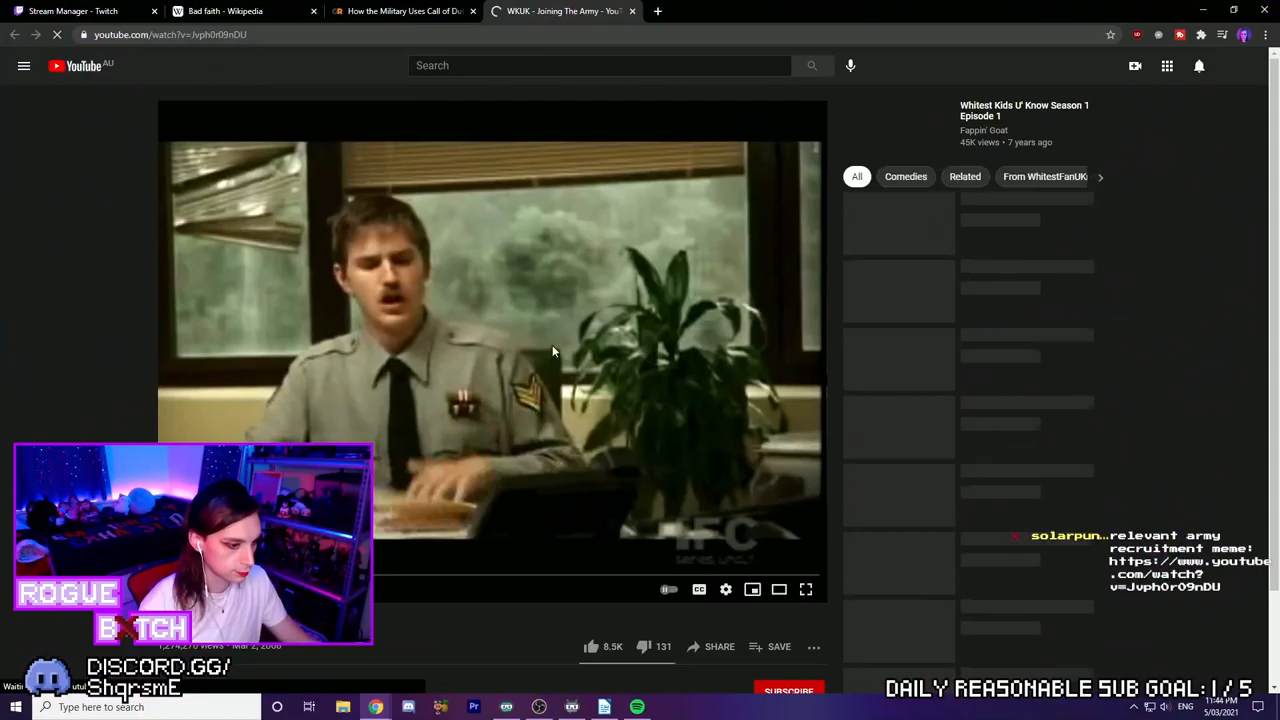 Stream Manager - Twitch
Bad faith - Wikipedia
How the Military Uses Call of Du
WKUK - Joining The Army - YouT
youtube.com/watch?v=Jvph0r09nDU
YouTube AU
Search
Whitest Kids U' Know Season 1
Episode 1
Fappin' Goat
45K views • 7 years ago
All
Comedies
Related
From WhitestFanUK
IFC
solarpun... relevant army
recruitment meme:
https://www.youtube
.com/watch?
v=Jvph0r09nDU
ROGUE
BXTCH
8.5K
131
SHARE
SAVE
SUBSCRIBE
DISCORD.GG/
ShqrsmE
DAILY REASONABLE SUB GOAL:1/5
Type here to search
ENG
11:44 PM
5/03/2021